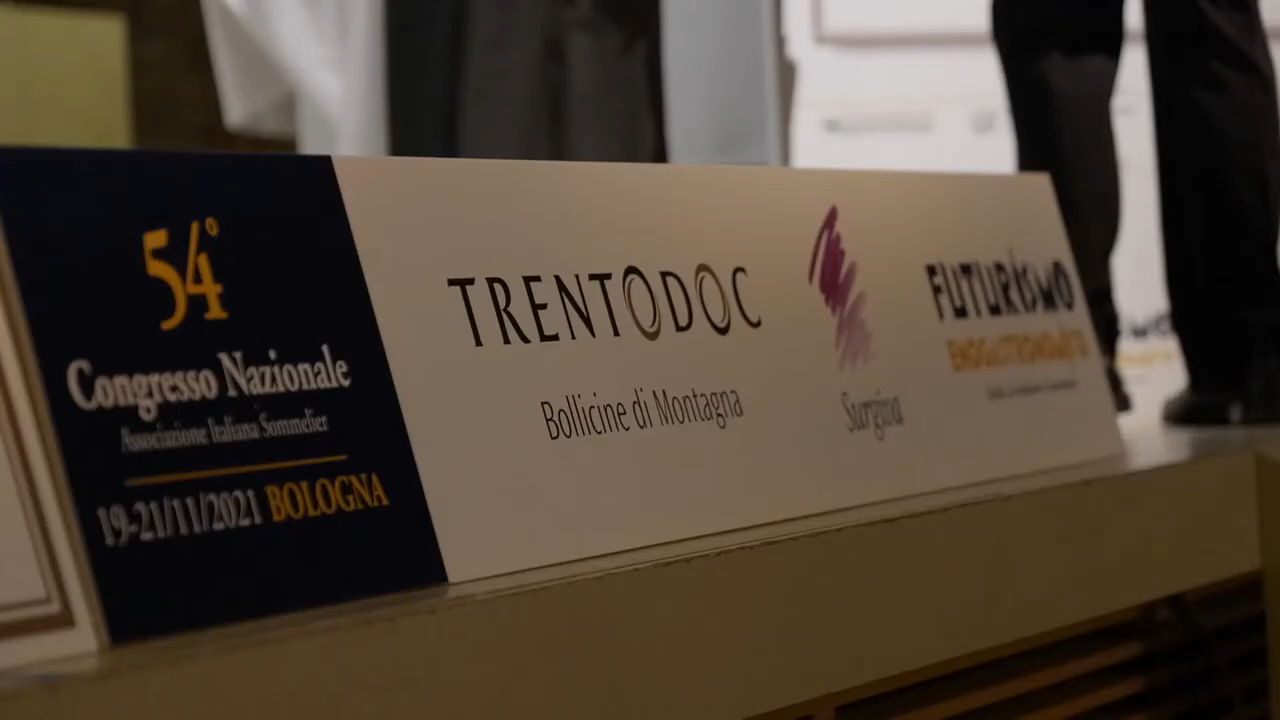 54°
Congresso Nazionale
Associazione Italiana Sommelier
19-21/11/2021 BOLOGNA
TRENTODOC
Bollicine di Montagna
Surgiva
FUTURiSMO